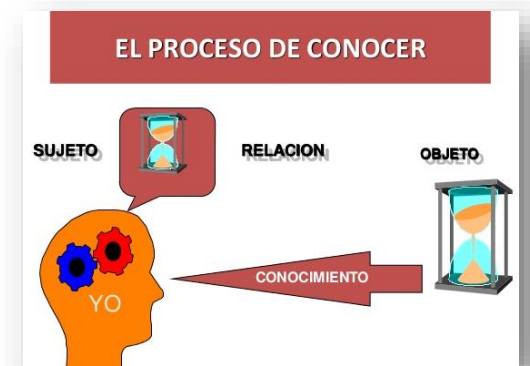 EL PROCESO DE CONOCER
SUJETO
RELACION
OBJETO
CONOCIMIENTO
YO